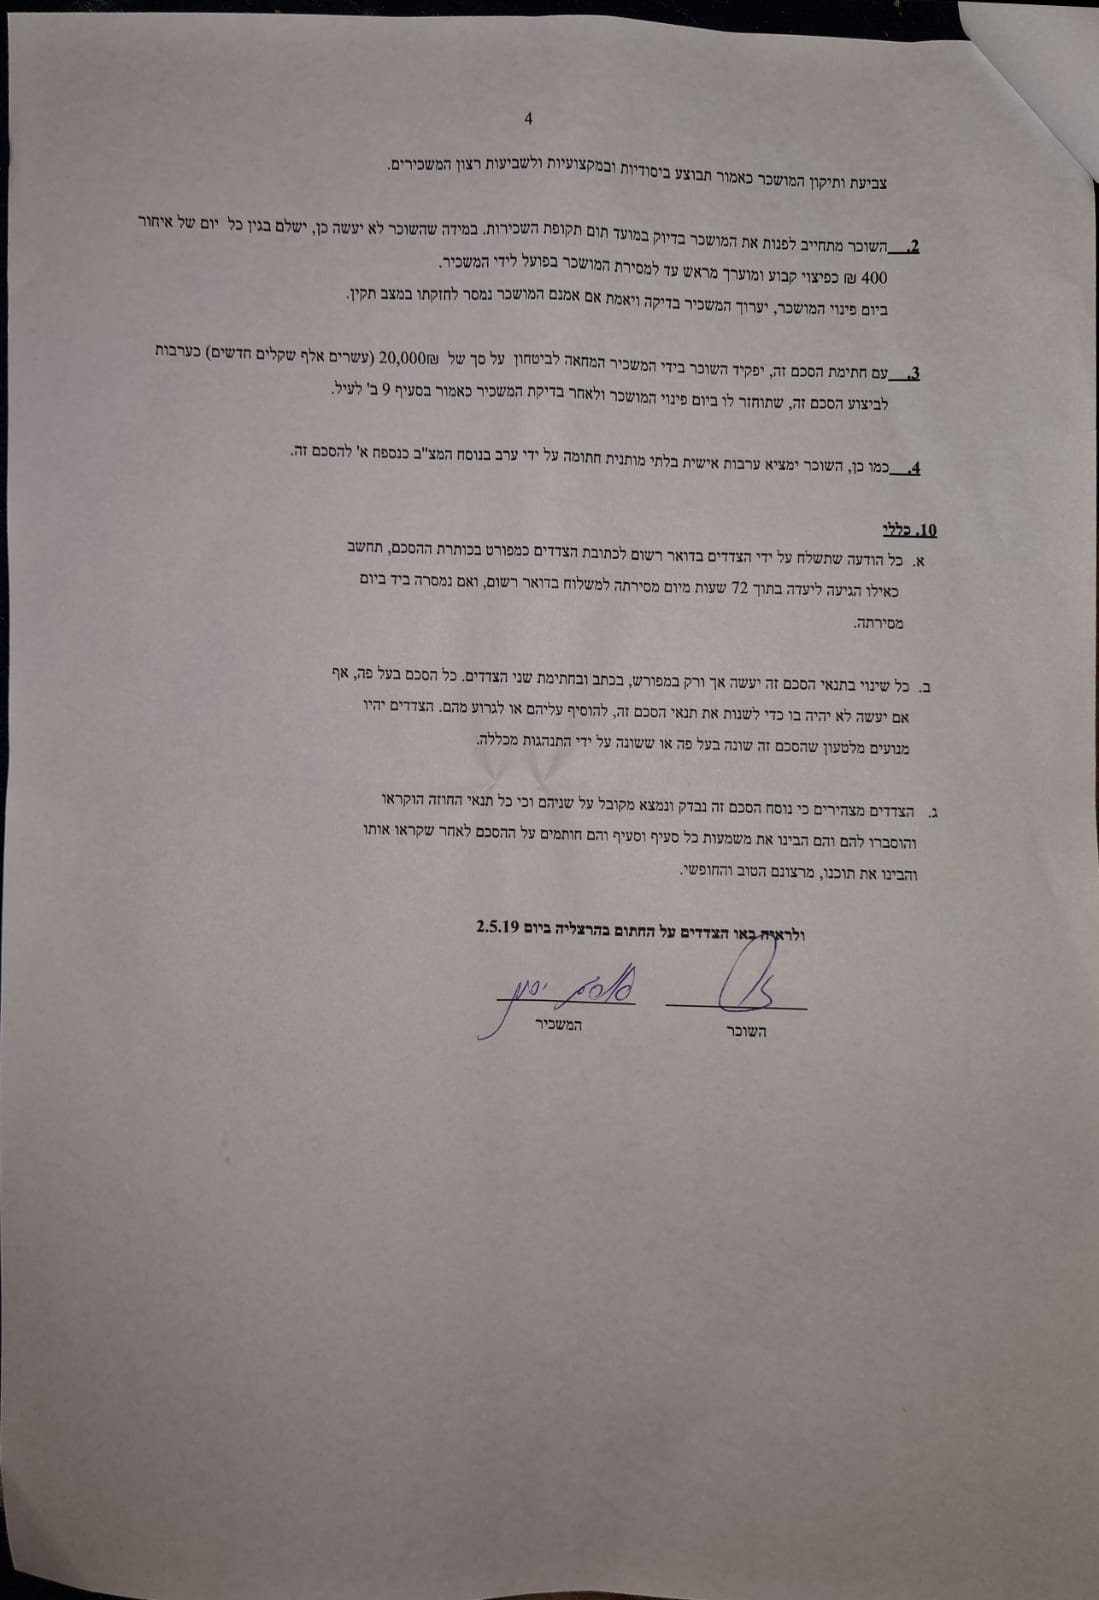 4
צביעת ותיקון המושכר כאמור תבוצע ביסודיות ובמקצועיות ולשביעות רצון המשכירים.
2. השוכר מתחייב לפנות את המושכר בדיוק במועד תום תקופת השכירות. במידה שהשוכר לא יעשה כן, ישלם בגין כל יום של איחור
400 ₪ כפיצוי קבוע ומוערך מראש עד למסירת המושכר בפועל לידי המשכיר.
ביום פינוי המושכר, יערוך המשכיר בדיקה ויאמת אם אמנם המושכר נמסר לחזקתו במצב תקין.
3. עם חתימת הסכם זה, יפקיד השוכר בידי המשכיר המחאה לביטחון על סך של 20,000₪ (עשרים אלף שקלים חדשים) כערבות
לביצוע הסכם זה, שתוחזר לו ביום פינוי המושכר ולאחר בדיקת המשכיר כאמור בסעיף 9 ב' לעיל.
4. כמו כן, השוכר ימציא ערבות אישית בלתי מותנית חתומה על ידי ערב בנוסח המצ"ב כנספח א' להסכם זה.
10. כללי
א. כל הודעה שתשלח על ידי הצדדים בדואר רשום לכתובת הצדדים כמפורט בכותרת ההסכם, תחשב
כאילו הגיעה ליעדה בתוך 72 שעות מיום מסירתה למשלוח בדואר רשום, ואם נמסרה ביד ביום
מסירתה.
ב. כל שינוי בתנאי הסכם זה יעשה אך ורק במפורש, בכתב ובחתימת שני הצדדים. כל הסכם בעל פה, אף
אם יעשה לא יהיה בו כדי לשנות את תנאי הסכם זה, להוסיף עליהם או לגרוע מהם. הצדדים יהיו
מנועים מלטעון שהסכם זה שונה בעל פה או ששונה על ידי התנהגות מכללה.
ג. הצדדים מצהירים כי נוסח הסכם זה נבדק ונמצא מקובל על שניהם וכי כל תנאי החוזה הוקראו
והוסברו להם והם הבינו את משמעות כל סעיף וסעיף והם חותמים על ההסכם לאחר שקראו אותו
והבינו את תוכנו, מרצונם הטוב והחופשי.
ולראיה באו הצדדים על החתום בהרצליה ביום 2.5.19
השוכר המשכיר